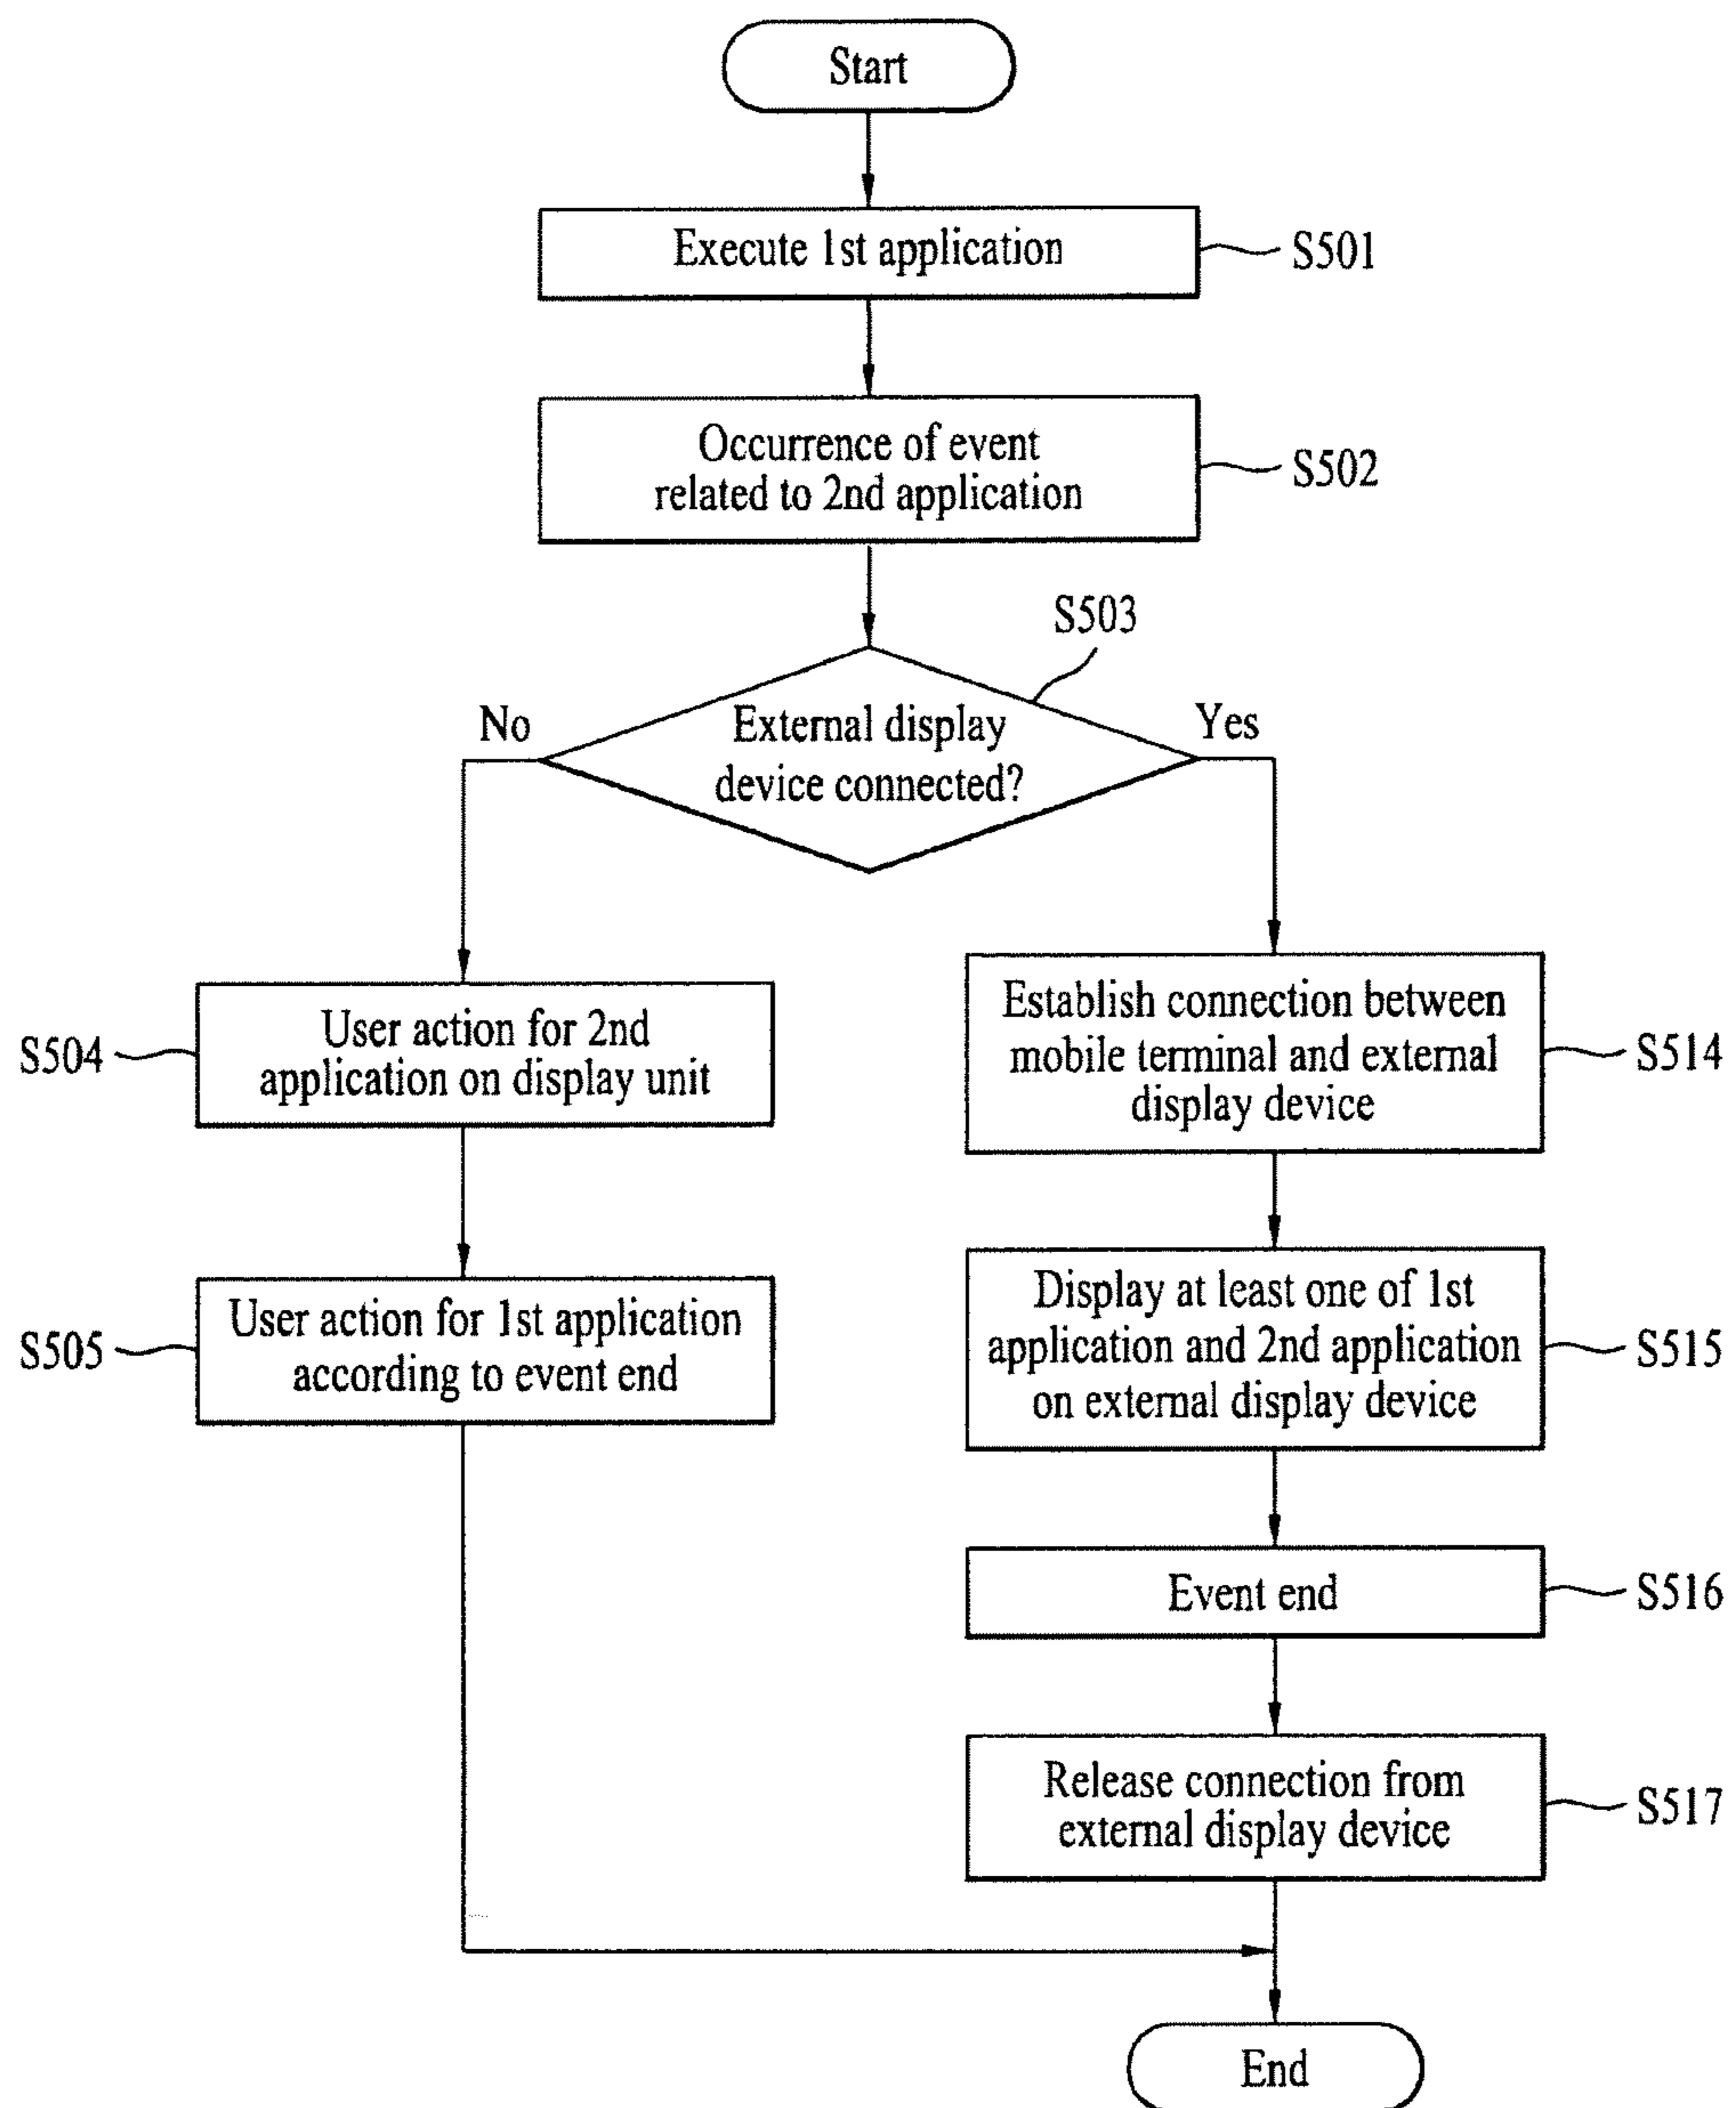 Start
Execute 1st application
S501
Occurrence of event
related to 2nd application
S502
S503
External display
device connected?
No
Yes
User action for 2nd
application on display unit
S504
User action for 1st application
according to event end
S505
Establish connection between
mobile terminal and external
display device
S514
Display at least one of 1st
application and 2nd application
on external display device
S515
Event end
S516
Release connection from
external display device
S517
End